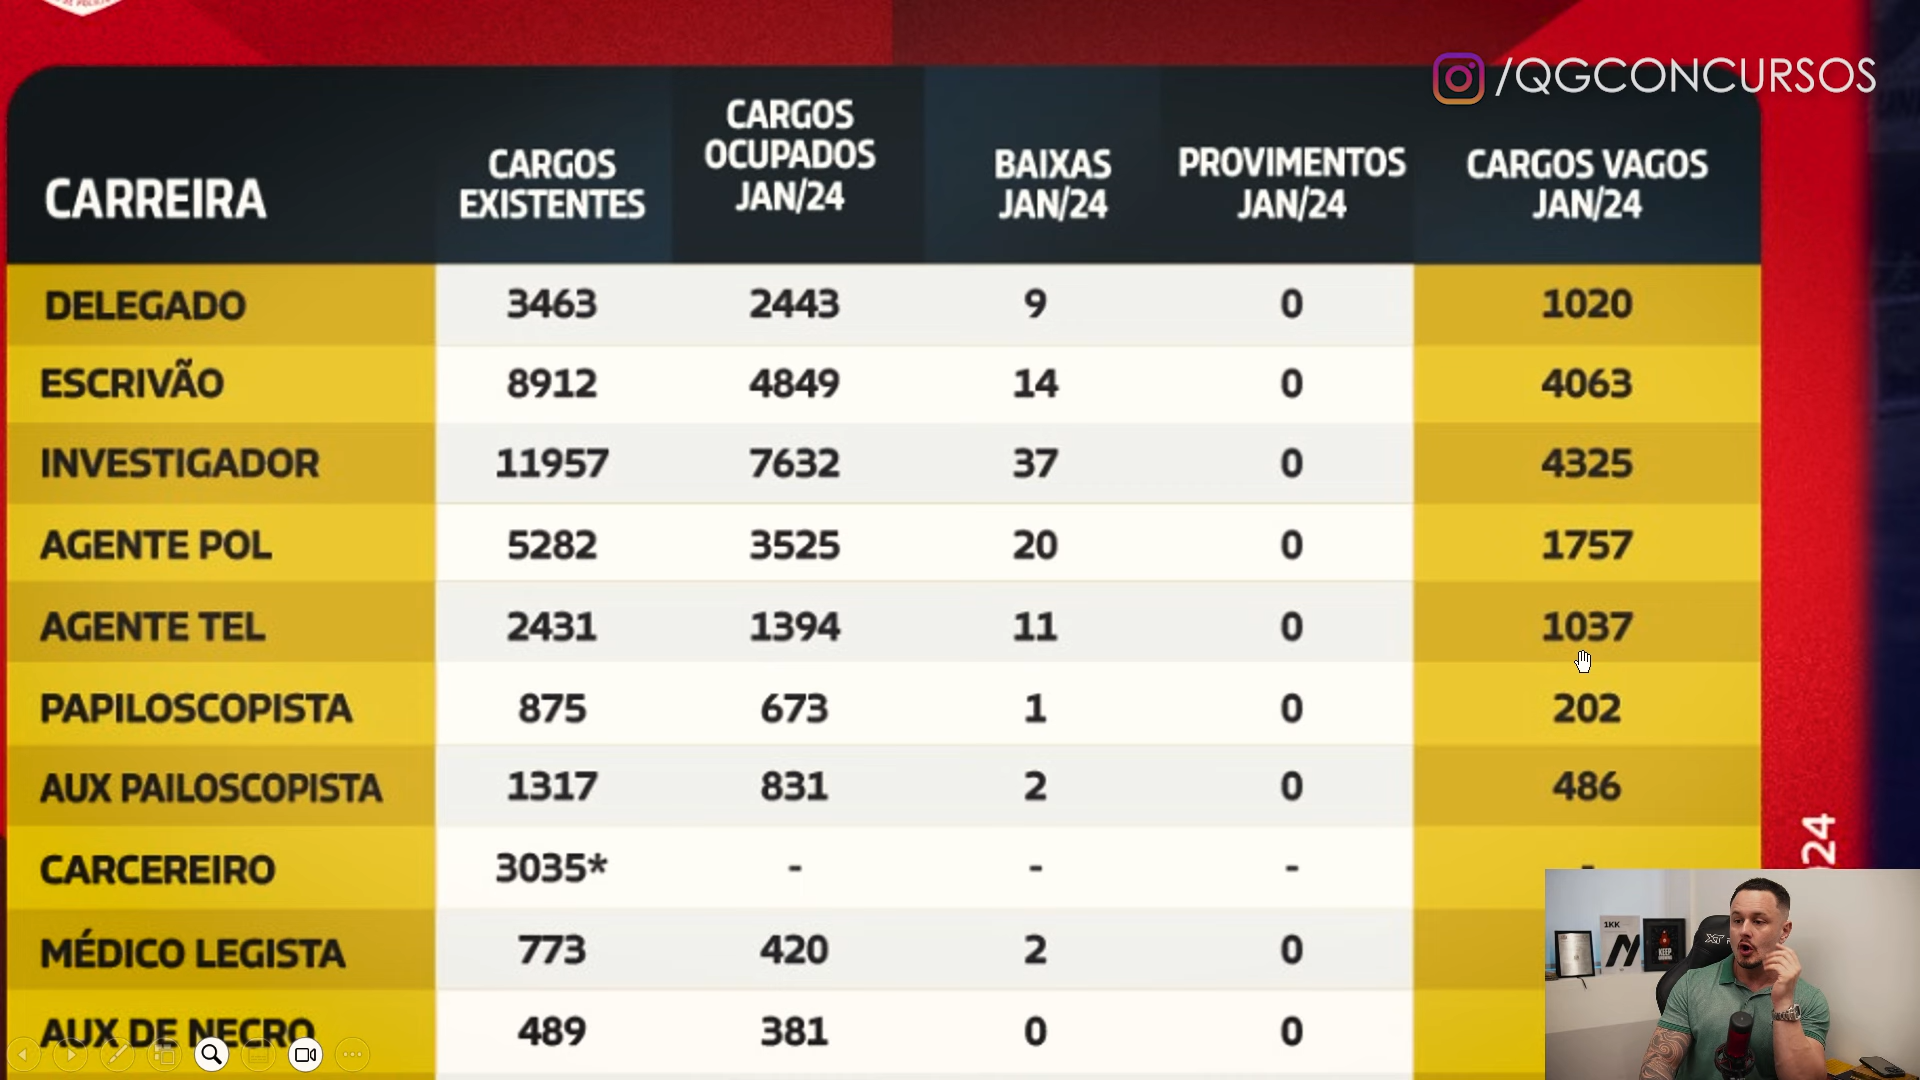 /QGCONCURSOS
CARREIRA
CARGOS
EXISTENTES
CARGOS
OCUPADOS
JAN/24
BAIXAS
JAN/24
PROVIMENTOS
JAN/24
CARGOS VAGOS
JAN/24
DELEGADO 3463 2443 9 0 1020
ESCRIVÃO 8912 4849 14 0 4063
INVESTIGADOR 11957 7632 37 0 4325
AGENTE POL 5282 3525 20 0 1757
AGENTE TEL 2431 1394 11 0 1037
PAPILOSCOPISTA 875 673 1 0 202
AUX PAILOSCOPISTA 1317 831 2 0 486
CARCEREIRO 3035* - - - -
MÉDICO LEGISTA 773 420 2 0
AUX DE NECRO 489 381 0 0
24
1KK
KEEP
XT